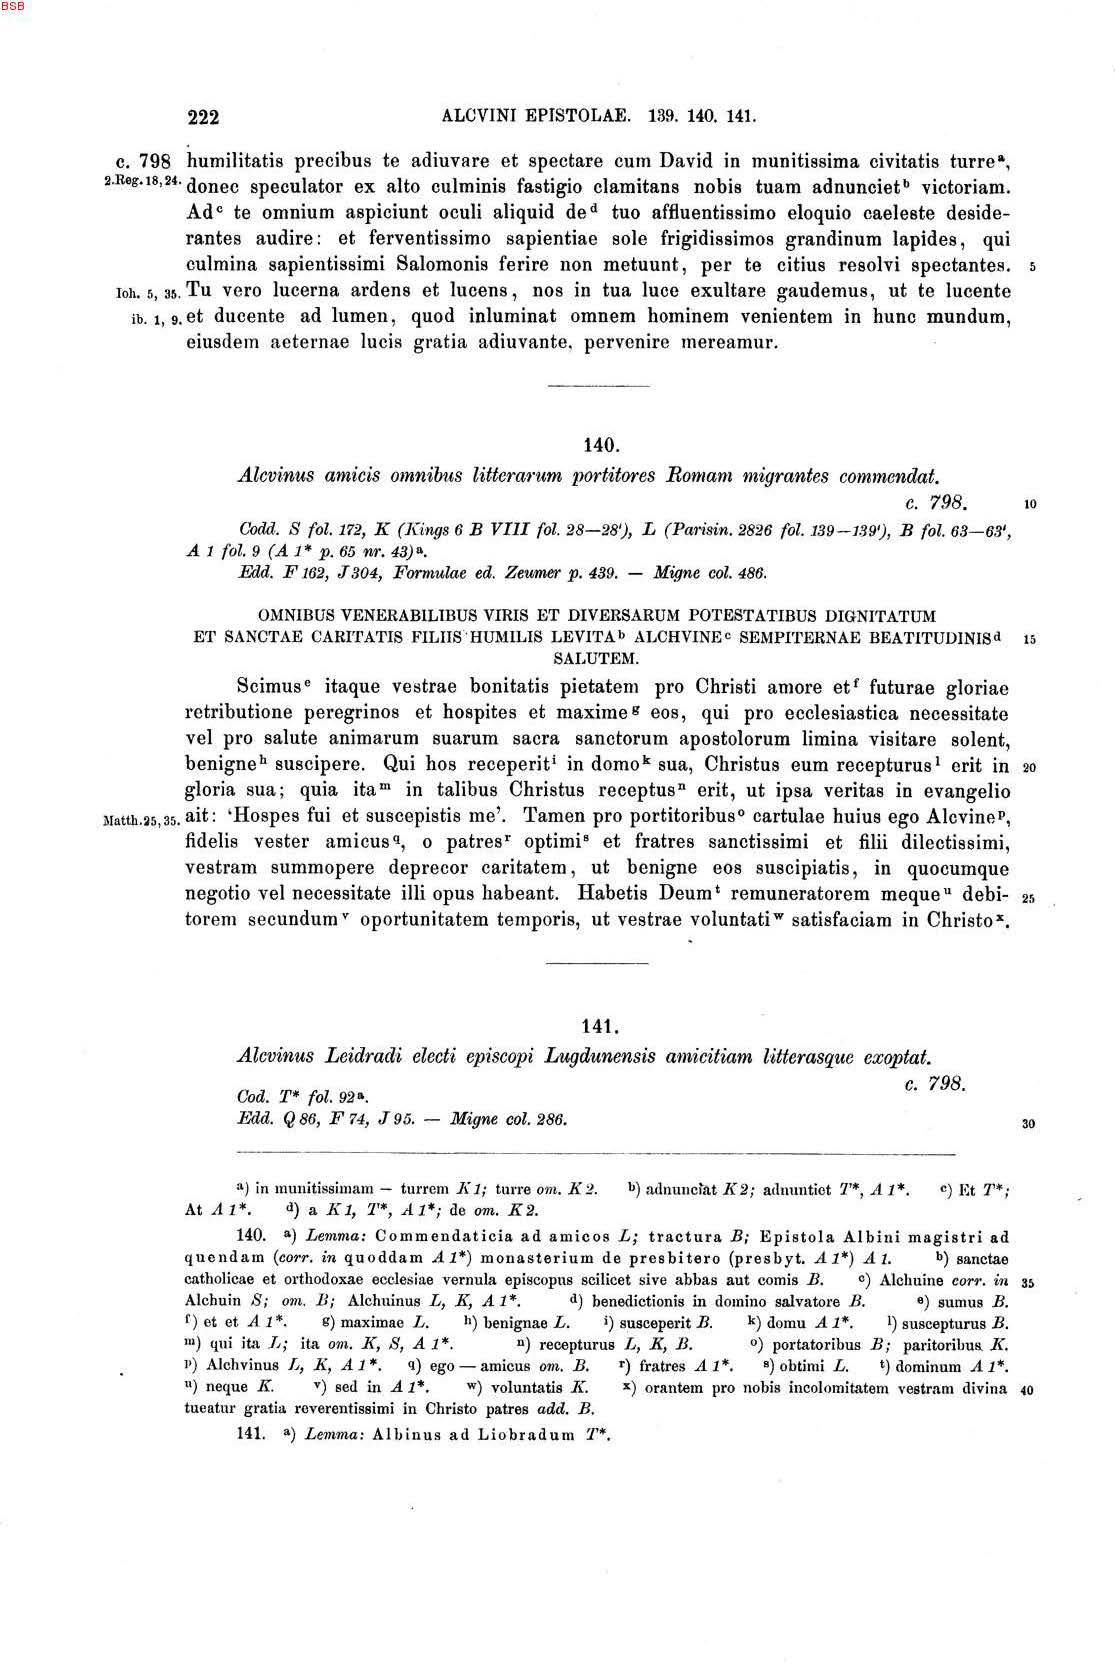 BSB
222 ALCVINI EPISTOLAE. 139. 140. 141.
c. 798 humilitatis precibus te adiuvare et spectare cum David in munitissima civitatis turre a,
2. Reg. 18, 24. donec speculator ex alto culminis fastigio clamitans nobis tuam adnunciet b victoriam.
Ad c te omnium aspiciunt oculi aliquid de d tuo affluentissimo eloquio caeleste deside-
rantes audire: et ferventissimo sapientiae sole frigidissimos grandinum lapides, qui
culmina sapientissimi Salomonis ferire non metuunt, per te citius resolvi spectantes. 5
Ioh. 5, 35. Tu vero lucerna ardens et lucens, nos in tua luce exultare gaudemus, ut te lucente
ib. 1, 9. et ducente ad lumen, quod inluminat omnem hominem venientem in hunc mundum,
eiusdem aeternae lucis gratia adiuvante, pervenire mereamur.
140.
Alcvinus amicis omnibus litterarum portitores Romam migrantes commendat.
c. 798. 10
Codd. S fol. 172, K (Kings 6 B VIII fol. 28—28'), L (Parisin. 2826 fol. 139—139'), B fol. 63—63',
A 1 fol. 9 (A 1* p. 65 nr. 43) a.
Edd. F 162, J 304, Formulae ed. Zeumer p. 439. — Migne col. 486.
OMNIBUS VENERABILIBUS VIRIS ET DIVERSARUM POTESTATIBUS DIGNITATUM
ET SANCTAE CARITATIS FILIIS HUMILIS LEVITA b ALCHVINE c SEMPITERNAE BEATITUDINIS d 15
SALUTEM.
Scimus e itaque vestrae bonitatis pietatem pro Christi amore et f futurae gloriae
retributione peregrinos et hospites et maxime g eos, qui pro ecclesiastica necessitate
vel pro salute animarum suarum sacra sanctorum apostolorum limina visitare solent,
benigne h suscipere. Qui hos receperit i in domo k sua, Christus eum recepturus l erit in 20
gloria sua; quia ita m in talibus Christus receptus n erit, ut ipsa veritas in evangelio
Matth. 25, 35. ait: ‘Hospes fui et suscepistis me’. Tamen pro portitoribus o cartulae huius ego Alcvine p,
fidelis vester amicus q, o patres r optimi s et fratres sanctissimi et filii dilectissimi,
vestram summopere deprecor caritatem, ut benigne eos suscipiatis, in quocumque
negotio vel necessitate illi opus habeant. Habetis Deum t remuneratorem meque u debi- 25
torem secundum v oportunitatem temporis, ut vestrae voluntati w satisfaciam in Christo x.
141.
Alcvinus Leidradi electi episcopi Lugdunensis amicitiam litterasque exoptat.
c. 798.
Cod. T* fol. 92 a.
Edd. Q 86, F 74, J 95. — Migne col. 286. 30
a) in munitissimam — turrem K 1; turre om. K 2. b) adnunciat K 2; adnuntiet T*, A 1*. c) Et T*;
At A 1*. d) a K 1, T*, A 1*; de om. K 2.
140. a) Lemma: Commendaticia ad amicos L; tractura B; Epistola Albini magistri ad
quendam (corr. in quoddam A 1*) monasterium de presbitero (presbyt. A 1*) A 1. b) sanctae
catholicae et orthodoxae ecclesiae vernula episcopus scilicet sive abbas aut comis B. c) Alchuine corr. in 35
Alchuin S; om. B; Alchuinus L, K, A 1*. d) benedictionis in domino salvatore B. e) sumus B.
f) et et A 1*. g) maximae L. h) benignae L. i) susceperit B. k) domu A 1*. l) suscepturus B.
m) qui ita L; ita om. K, S, A 1*. n) recepturus L, K, B. o) portatoribus B; paritoribus K.
p) Alchvinus L, K, A 1*. q) ego — amicus om. B. r) fratres A 1*. s) obtimi L. t) dominum A 1*.
u) neque K. v) sed in A 1*. w) voluntatis K. x) orantem pro nobis incolomitatem vestram divina 40
tueatur gratia reverentissimi in Christo patres add. B.
141. a) Lemma: Albinus ad Liobradum T*.